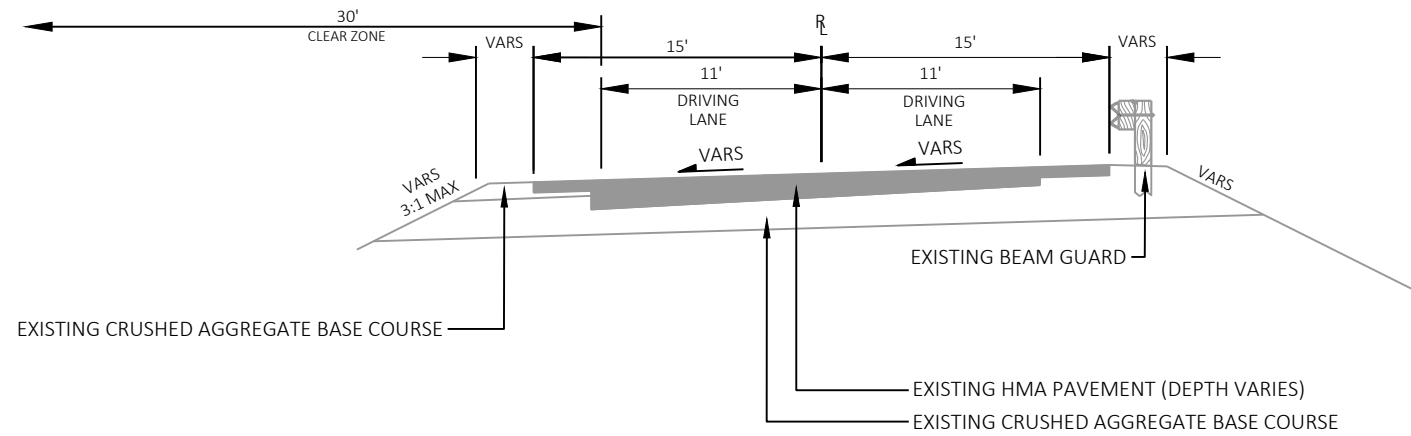 30'
CLEAR ZONE
VARS
15'
R
L
15'
VARS
11'
DRIVING
LANE
11'
DRIVING
LANE
VARS
VARS
VARS
3:1 MAX
VARS
EXISTING BEAM GUARD
EXISTING CRUSHED AGGREGATE BASE COURSE
EXISTING HMA PAVEMENT (DEPTH VARIES)
EXISTING CRUSHED AGGREGATE BASE COURSE